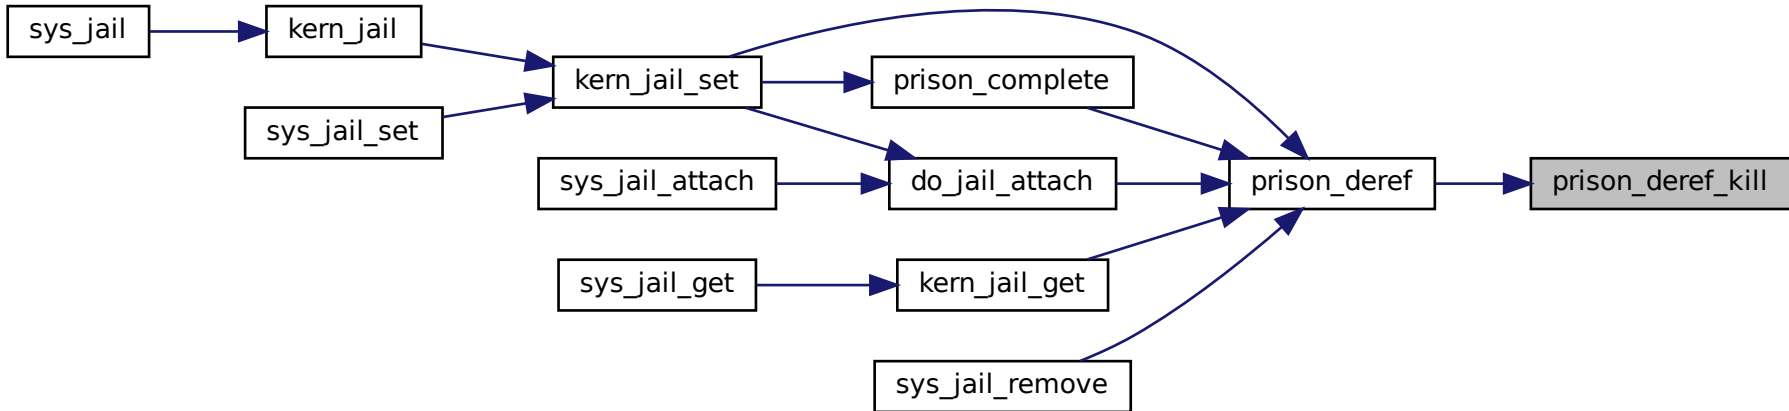 sys_jail
kern_jail
kern_jail_set
prison_complete
sys_jail_set
sys_jail_attach
do_jail_attach
prison_deref
prison_deref_kill
sys_jail_get
kern_jail_get
sys_jail_remove